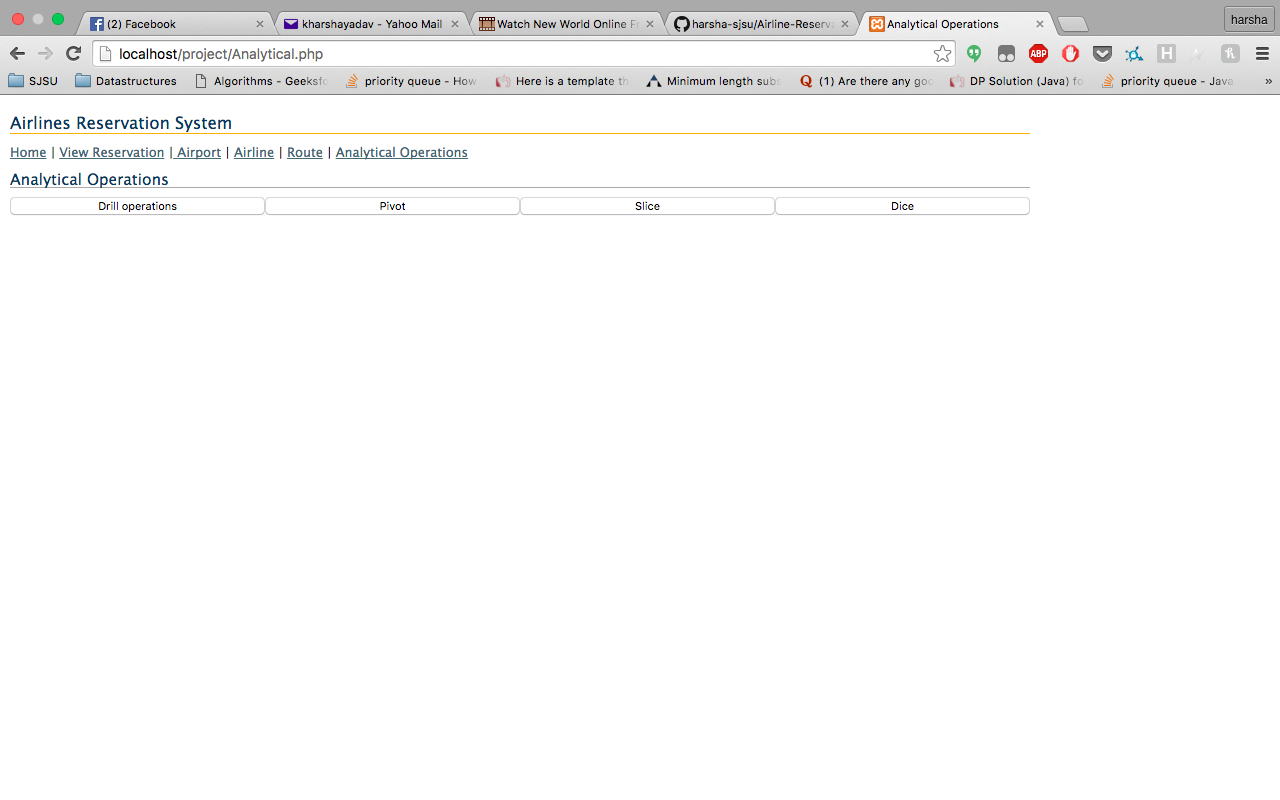 (2) Facebook kharshayadav - Yahoo Mail Watch New World Online Fr harsha-sjsu/Airline-Reserva Analytical Operations harsha
localhost/project/Analytical.php ABP H
SJSU Datastructures Algorithms - Geeksfo priority queue - How Here is a template th Minimum length subs (1) Are there any goo DP Solution (Java) fo priority queue - Java »
Airlines Reservation System
Home | View Reservation | Airport | Airline | Route | Analytical Operations
Analytical Operations
Drill operations Pivot Slice Dice